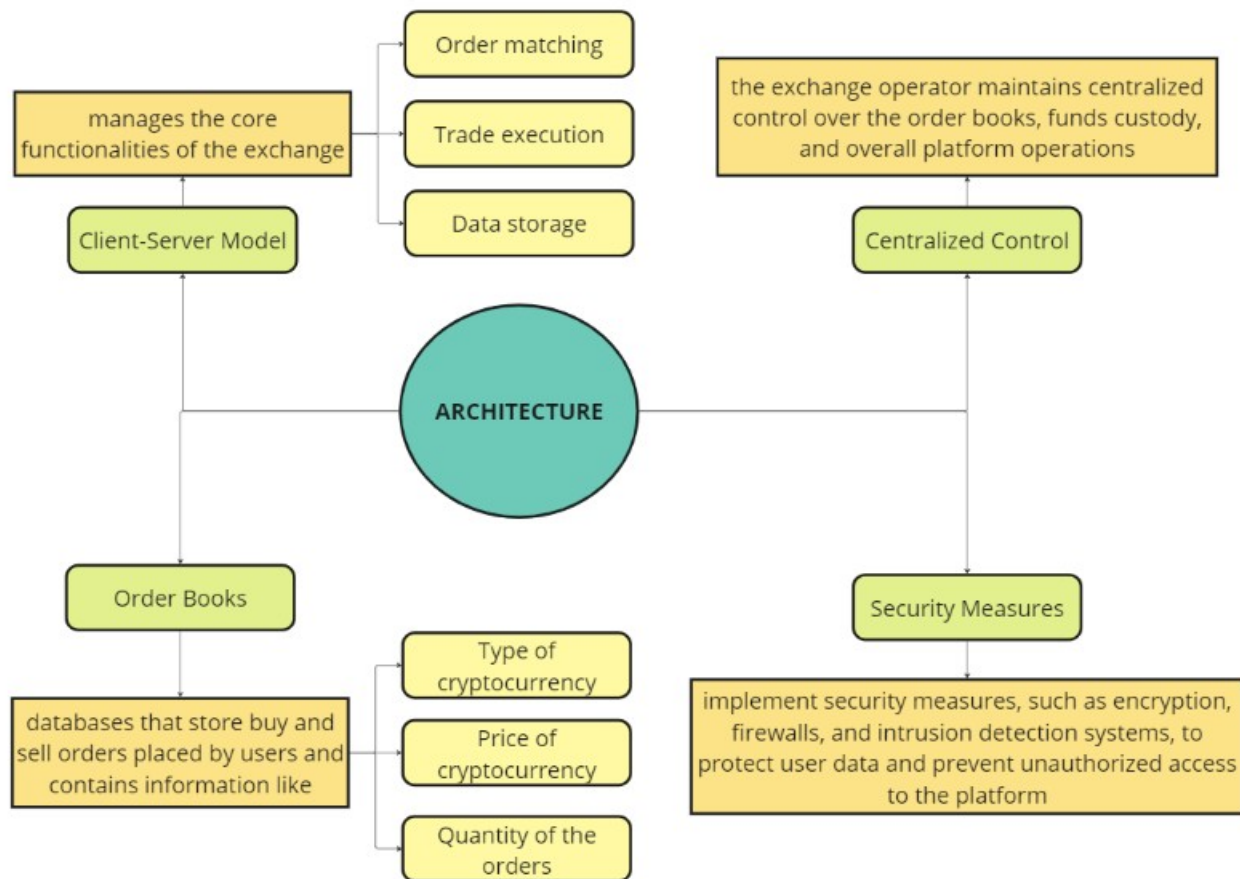 Order matching
manages the core
functionalities of the exchange
Trade execution
Data storage
Client-Server Model
the exchange operator maintains centralized
control over the order books, funds custody,
and overall platform operations
Centralized Control
ARCHITECTURE
Order Books
databases that store buy and
sell orders placed by users and
contains information like
Type of
cryptocurrency
Price of
cryptocurrency
Quantity of the
orders
Security Measures
implement security measures, such as encryption,
firewalls, and intrusion detection systems, to
protect user data and prevent unauthorized access
to the platform